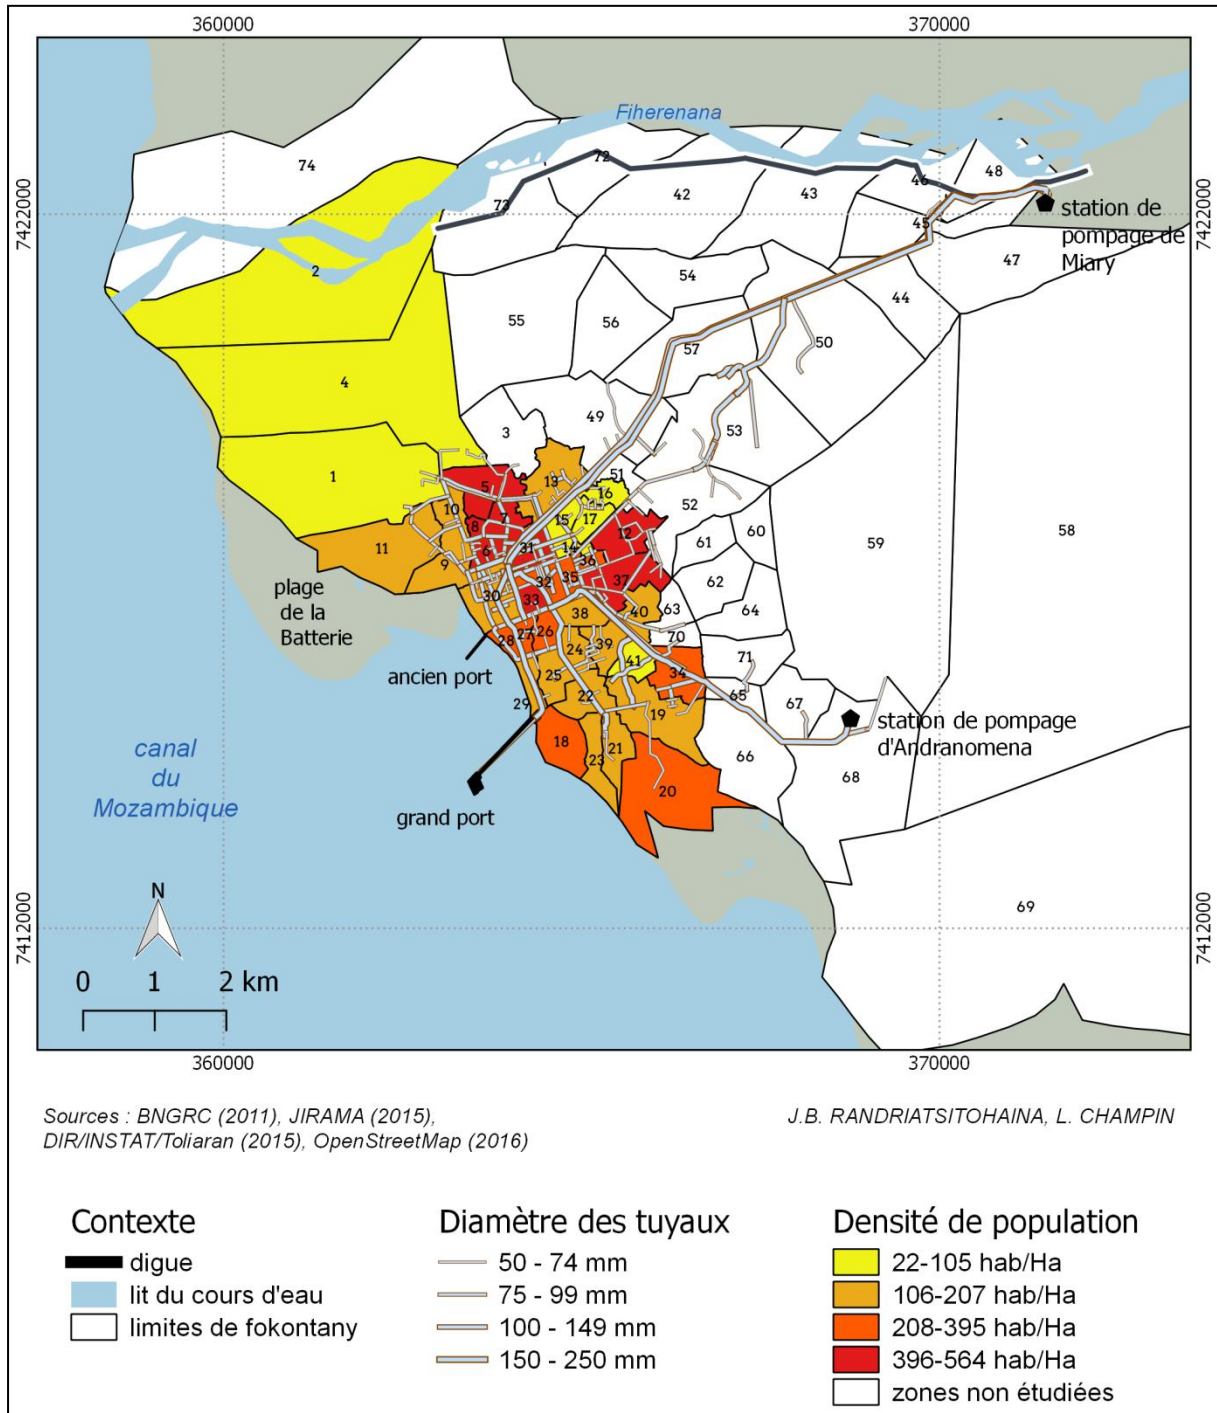 360000
370000
Fiherenana
74
72
73
42
43
46
48
45
station de
pompage de
Miary
7422000
7422000
2
47
54
44
55
56
57
50
4
49
53
3
1
51
13
5
16
10
15
17
52
58
60
59
7
8
12
61
31
14
11
9
6
36
35
37
62
32
30
33
plage
de la
Batterie
63
64
38
40
27
26
28
70
39
24
ancien port
41
71
34
25
22
65
67
29
19
station de pompage
d'Andranomena
18
21
23
66
68
20
canal
du
Mozambique
grand port
N
69
7412000
7412000
0 1 2 km
360000
370000
Sources : BNGRC (2011), JIRAMA (2015),
DIR/INSTAT/Toliaran (2015), OpenStreetMap (2016)
J.B. RANDRIATSITOHAINA, L. CHAMPIN
Contexte
digue
lit du cours d'eau
limites de fokontany
Diamètre des tuyaux
50 - 74 mm
75 - 99 mm
100 - 149 mm
150 - 250 mm
Densité de population
22-105 hab/Ha
106-207 hab/Ha
208-395 hab/Ha
396-564 hab/Ha
zones non étudiées